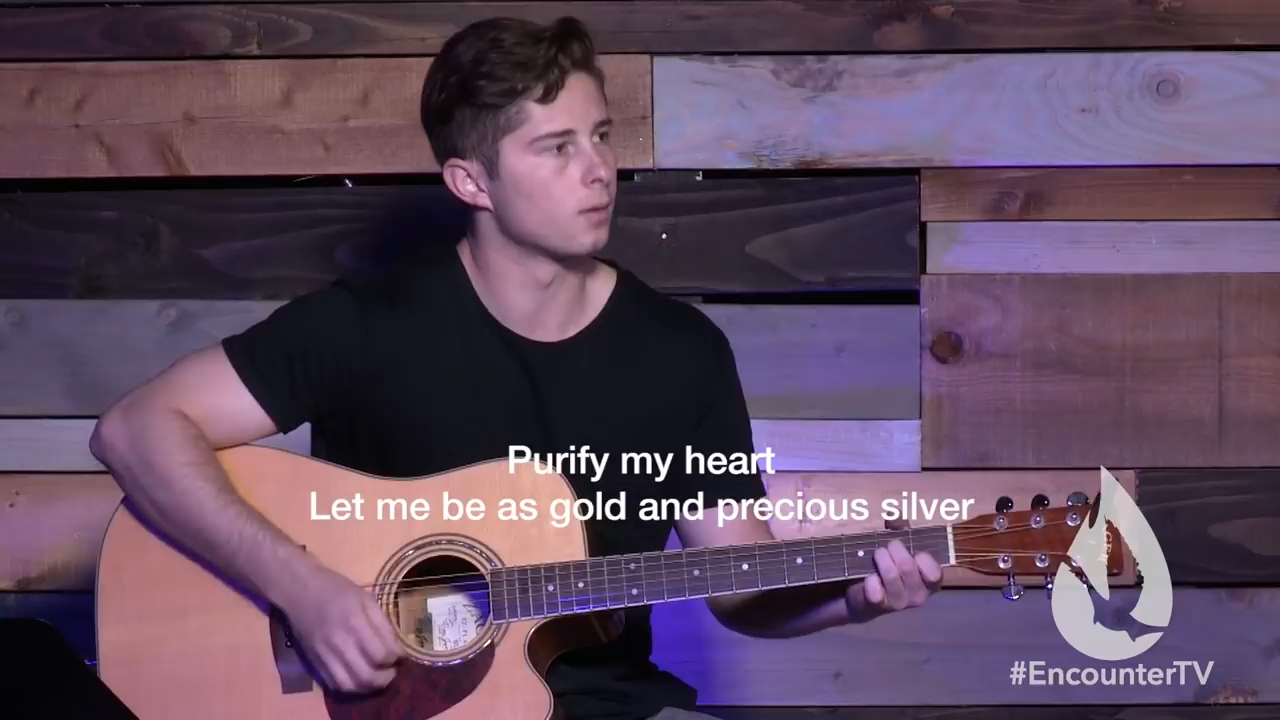 Purify my heart
Let me be as gold and precious silver
#EncounterTV